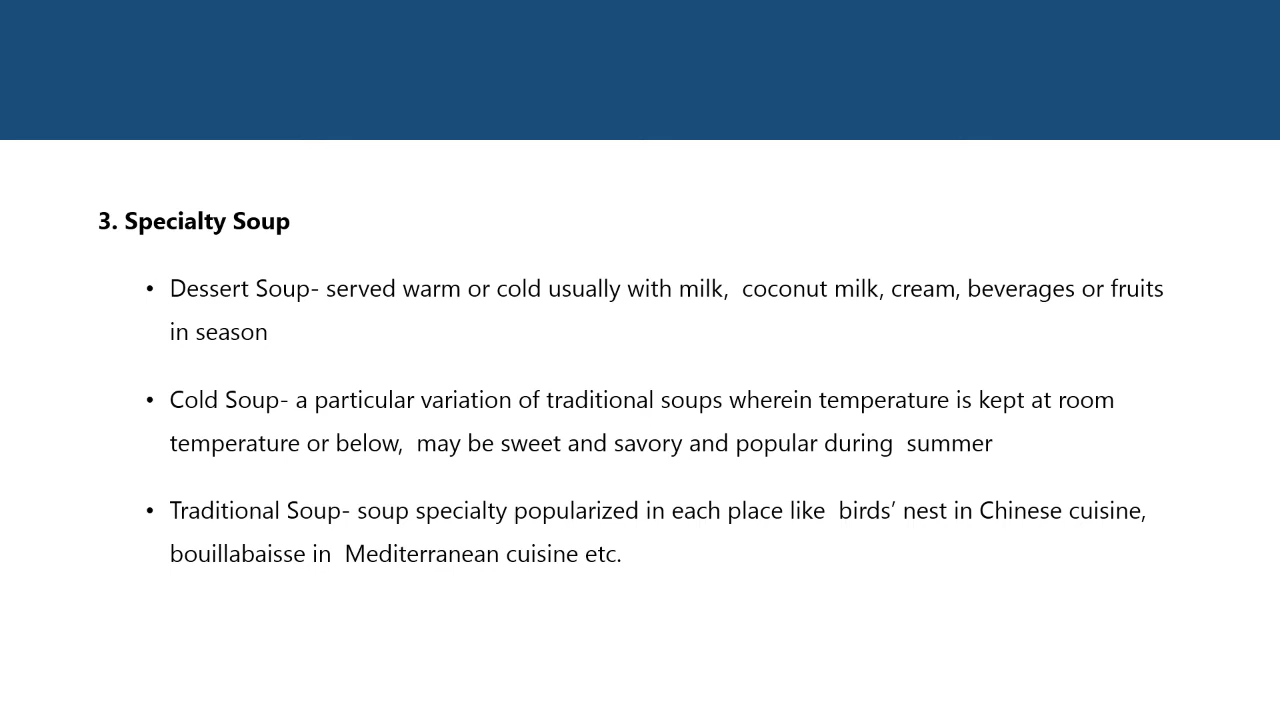 3. Specialty Soup
• Dessert Soup- served warm or cold usually with milk,  coconut milk, cream, beverages or fruits
in season
• Cold Soup- a particular variation of traditional soups wherein temperature is kept at room
temperature or below,  may be sweet and savory and popular during  summer
• Traditional Soup- soup specialty popularized in each place like  birds’ nest in Chinese cuisine,
bouillabaisse in  Mediterranean cuisine etc.